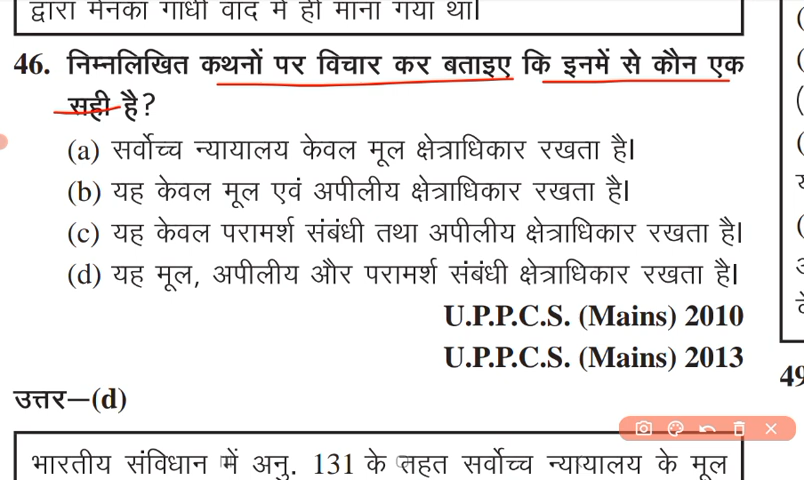 द्वारा मेनका गांधी वाद में ही माना गया था।
46. निम्नलिखित कथनों पर विचार कर बताइए कि इनमें से कौन एक
सही है?
(a) सर्वोच्च न्यायालय केवल मूल क्षेत्राधिकार रखता है।
(b) यह केवल मूल एवं अपीलीय क्षेत्राधिकार रखता है।
(c) यह केवल परामर्श संबंधी तथा अपीलीय क्षेत्राधिकार रखता है।
(d) यह मूल, अपीलीय और परामर्श संबंधी क्षेत्राधिकार रखता है।
U.P.P.C.S. (Mains) 2010
U.P.P.C.S. (Mains) 2013
उत्तर—(d)
भारतीय संविधान में अनु. 131 के तहत सर्वोच्च न्यायालय के मूल